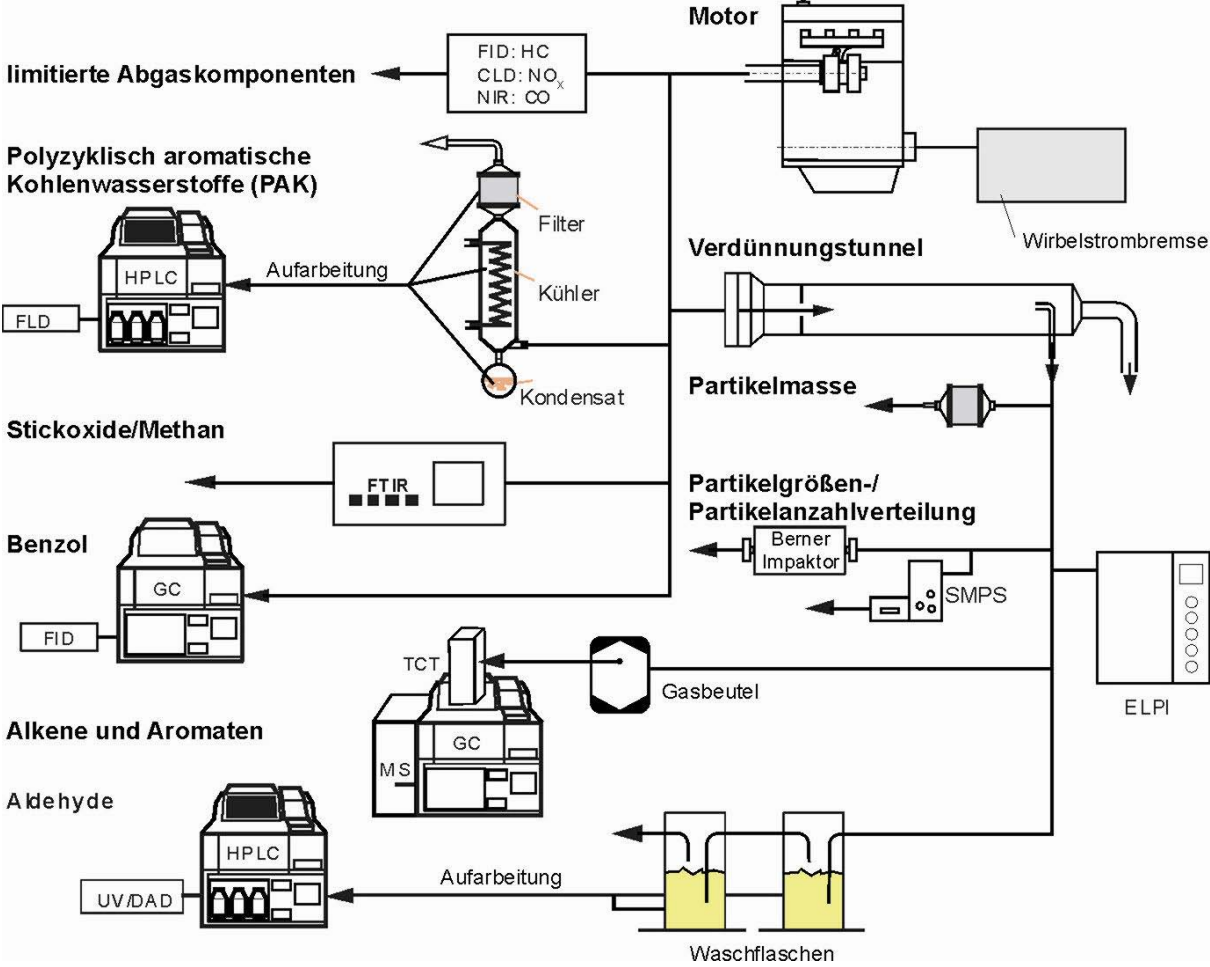 Motor
FID: HC
CLD: NOx
NIR: CO
limitierte Abgaskomponenten
Polyzyklisch aromatische
Kohlenwasserstoffe (PAK)
Filter
Wirbelstrombremse
Verdünnungstunnel
HPLC
Aufarbeitung
Kühler
FLD
Kondensat
Partikelmasse
Stickoxide/Methan
FTIR
Partikelgrößen-/
Partikelanzahlverteilung
Benzol
Berner
Impaktor
GC
SMPS
FID
TCT
Gasbeutel
ELPI
Alkene und Aromaten
GC
MS
Aldehyde
HPLC
Aufarbeitung
UV/DAD
Waschflaschen